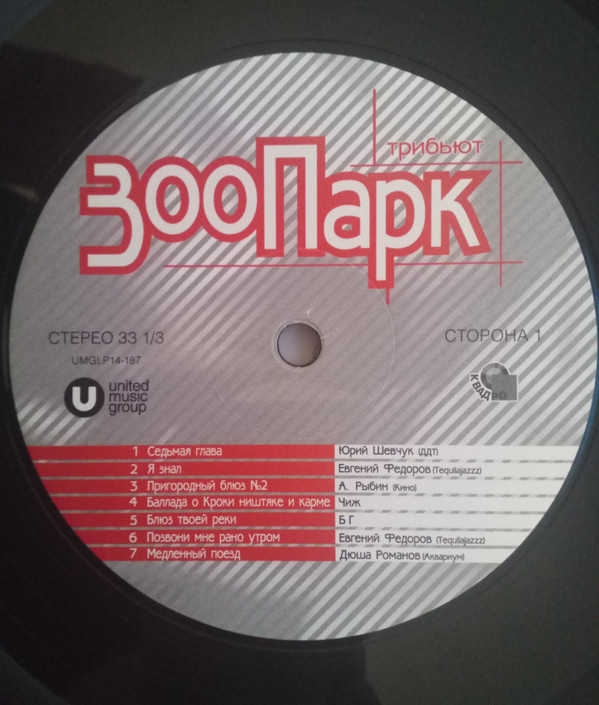 трибьют
Зоопарк
СТЕРЕО 33 1/3
СТОРОНА 1
UMGLP14-187
U united
music
group
КВАДРО
1 Седьмая глава Юрий Шевчук (ДДТ)
2 Я знал Евгений Федоров (Tequilajazzz)
3 Пригородный блюз №2 А. Рыбин (Кино)
4 Баллада о Кроки ништяке и карме Чиж
5 Блюз твоей реки Б Г
6 Позвони мне рано утром Евгений Федоров (Tequilajazzz)
7 Медленный поезд Дюша Романов (Аквариум)